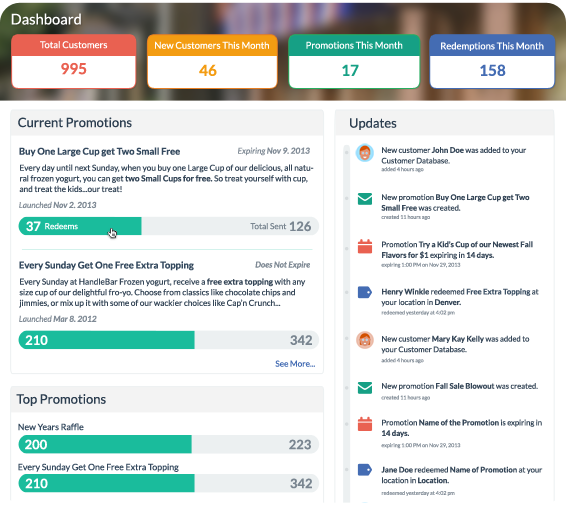 Dashboard
Total Customers
995
New Customers This Month
46
Promotions This Month
17
Redemptions This Month
158
Current Promotions
Buy One Large Cup get Two Small Free
Expiring Nov 9. 2013
Every day until next Sunday, when you buy one Large Cup of our delicious, all natu-
ral frozen yogurt, you can get two Small Cups for free. So treat yourself with cup,
and treat the kids...our treat!
Launched Nov 2. 2013
37 Redeems
Total Sent 126
Every Sunday Get One Free Extra Topping
Does Not Expire
Every Sunday at HandleBar Frozen yogurt, receive a free extra topping with any
size cup of our delightful fro-yo. Choose from classics like chocolate chips and
jimmies, or mix it up with some of our wackier choices like Cap'n Crunch...
Launched Mar 8. 2012
210
342
See More...
Top Promotions
New Years Raffle
200
223
Every Sunday Get One Free Extra Topping
210
342
Updates
New customer John Doe was added to your
Customer Database.
added 4 hours ago
New promotion Buy One Large Cup get Two
Small Free was created.
created 11 hours ago
Promotion Try a Kid's Cup of our Newest Fall
Flavors for $1 expiring in 14 days.
expiring 1:00 PM on Nov 29, 2013
Henry Winkle redeemed Free Extra Topping at
your location in Denver.
redeemed yesterday at 4:02 pm
New customer Mary Kay Kelly was added to
your Customer Database.
added 4 hours ago
New promotion Fall Sale Blowout was created.
created 11 hours ago
Promotion Name of the Promotion is expiring in
14 days.
expiring 1:00 PM on Nov 29, 2013
Jane Doe redeemed Name of Promotion at your
location in Location.
redeemed yesterday at 4:02 pm